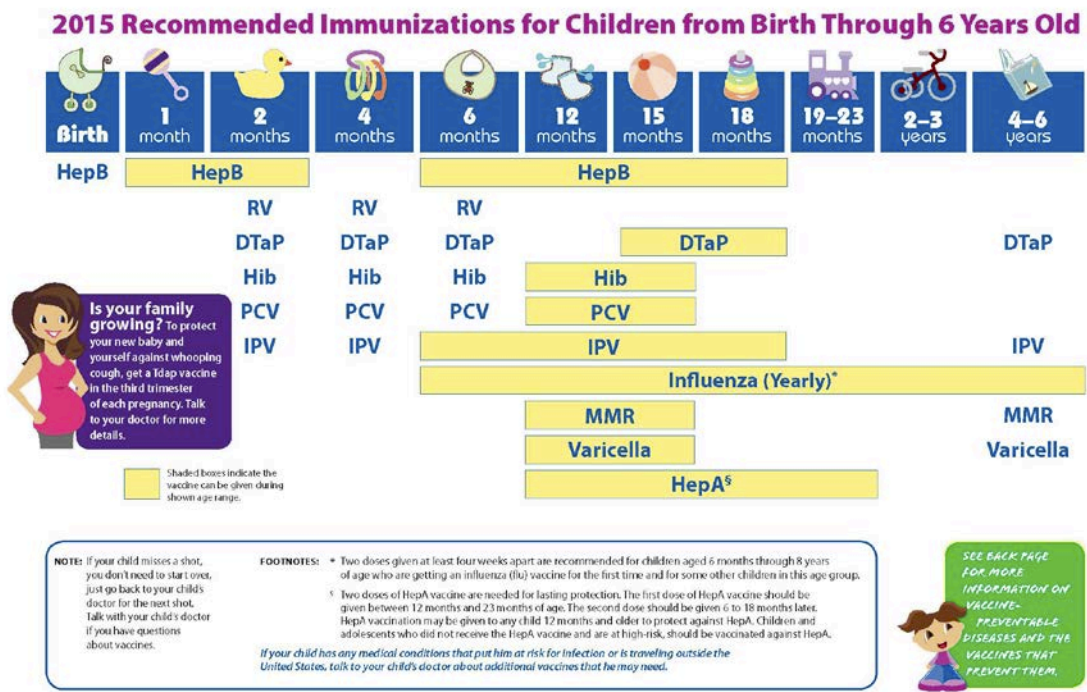 2015 Recommended Immunizations for Children from Birth Through 6 Years Old
Birth
1
month
2
months
4
months
6
months
12
months
15
months
18
months
19–23
months
2–3
years
4–6
years
HepB HepB HepB
RV RV RV
DTaP DTaP DTaP DTaP DTaP
Hib Hib Hib Hib
PCV PCV PCV PCV
IPV IPV IPV IPV
Influenza (Yearly)*
MMR MMR
Varicella Varicella
HepA§
Is your family
growing? To protect
your new baby and
yourself against whooping
cough, get a Tdap vaccine
in the third trimester
of each pregnancy. Talk
to your doctor for more
details.
Shaded boxes indicate the
vaccine can be given during
shown age range.
NOTE: If your child misses a shot,
you don't need to start over,
just go back to your child's
doctor for the next shot.
Talk with your child's doctor
if you have questions
about vaccines.
FOOTNOTES: * Two doses given at least four weeks apart are recommended for children aged 6 months through 8 years
of age who are getting an influenza (flu) vaccine for the first time and for some other children in this age group.
§ Two doses of HepA vaccine are needed for lasting protection. The first dose of HepA vaccine should be
given between 12 months and 23 months of age. The second dose should be given 6 to 18 months later.
HepA vaccination may be given to any child 12 months and older to protect against HepA. Children and
adolescents who did not receive the HepA vaccine and are at high-risk, should be vaccinated against HepA.
If your child has any medical conditions that put him at risk for infection or is traveling outside the
United States, talk to your child's doctor about additional vaccines that he may need.
SEE BACK PAGE
FOR MORE
INFORMATION ON
VACCINE-
PREVENTABLE
DISEASES AND THE
VACCINES THAT
PREVENT THEM.